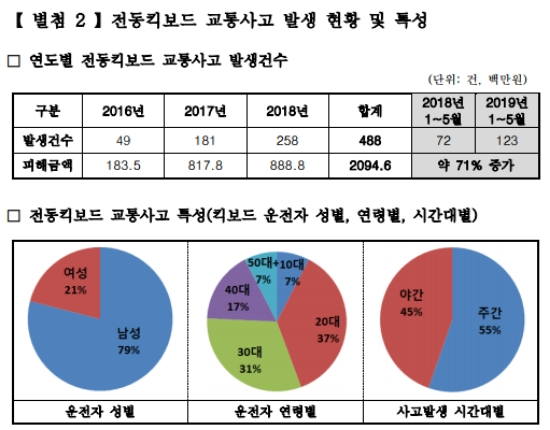 【 별첨 2 】 전동킥보드 교통사고 발생 현황 및 특성
□ 연도별 전동킥보드 교통사고 발생건수
(단위: 건, 백만원)
구분 2016년 2017년 2018년 합계 2018년 1~5월 2019년 1~5월
발생건수 49 181 258 488 72 123
피해금액 183.5 817.8 888.8 2094.6 약 71% 증가
□ 전동킥보드 교통사고 특성(킥보드 운전자 성별, 연령별, 시간대별)
여성
21%
남성
79%
50대+
7%
10대
7%
40대
17%
20대
37%
30대
31%
야간
45%
주간
55%
운전자 성별 운전자 연령별 사고발생 시간대별